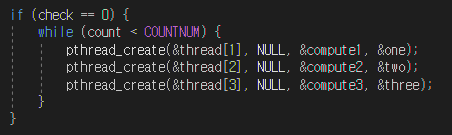 if (check == 0) {
while (count < COUNTNUM) {
pthread_create(&thread[1], NULL, &compute1, &one);
pthread_create(&thread[2], NULL, &compute2, &two);
pthread_create(&thread[3], NULL, &compute3, &three);
}
}